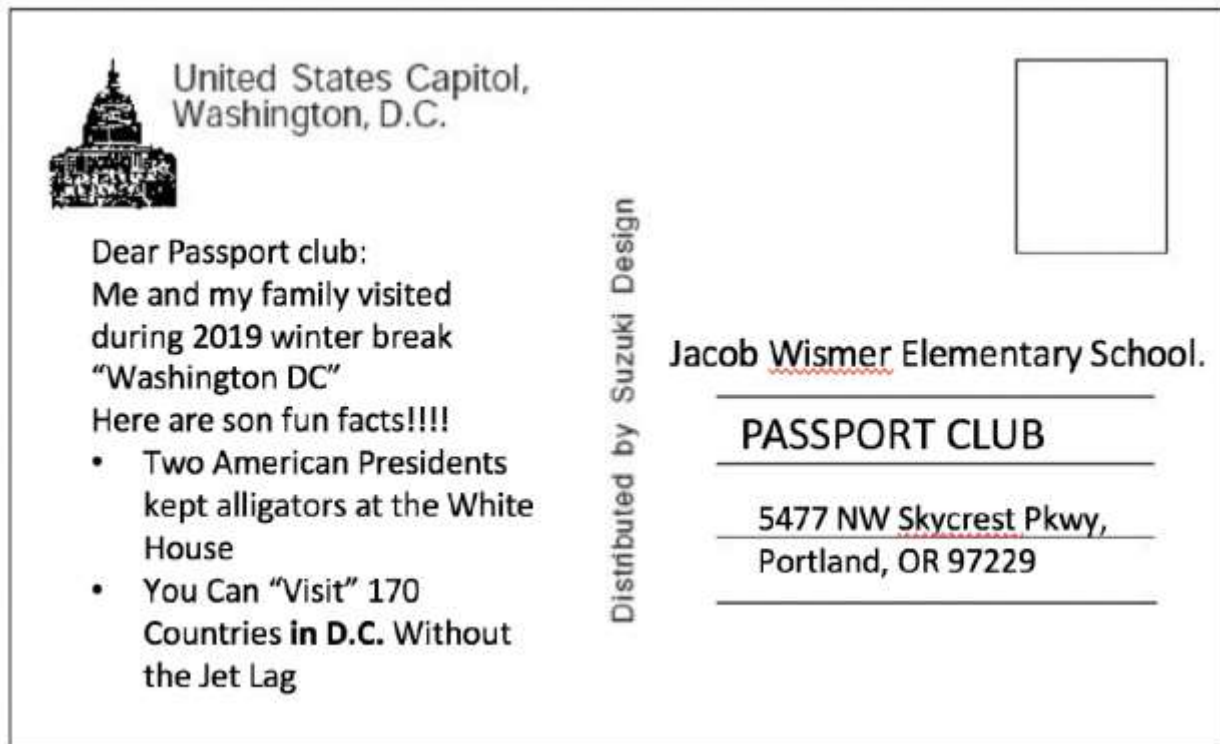 United States Capitol,
Washington, D.C.
Dear Passport club:
Me and my family visited
during 2019 winter break
“Washington DC”
Here are son fun facts!!!!
• Two American Presidents
kept alligators at the White
House
• You Can “Visit” 170
Countries in D.C. Without
the Jet Lag
Distributed by Suzuki Design
Jacob Wismer Elementary School.
PASSPORT CLUB
5477 NW Skycrest Pkwy,
Portland, OR 97229